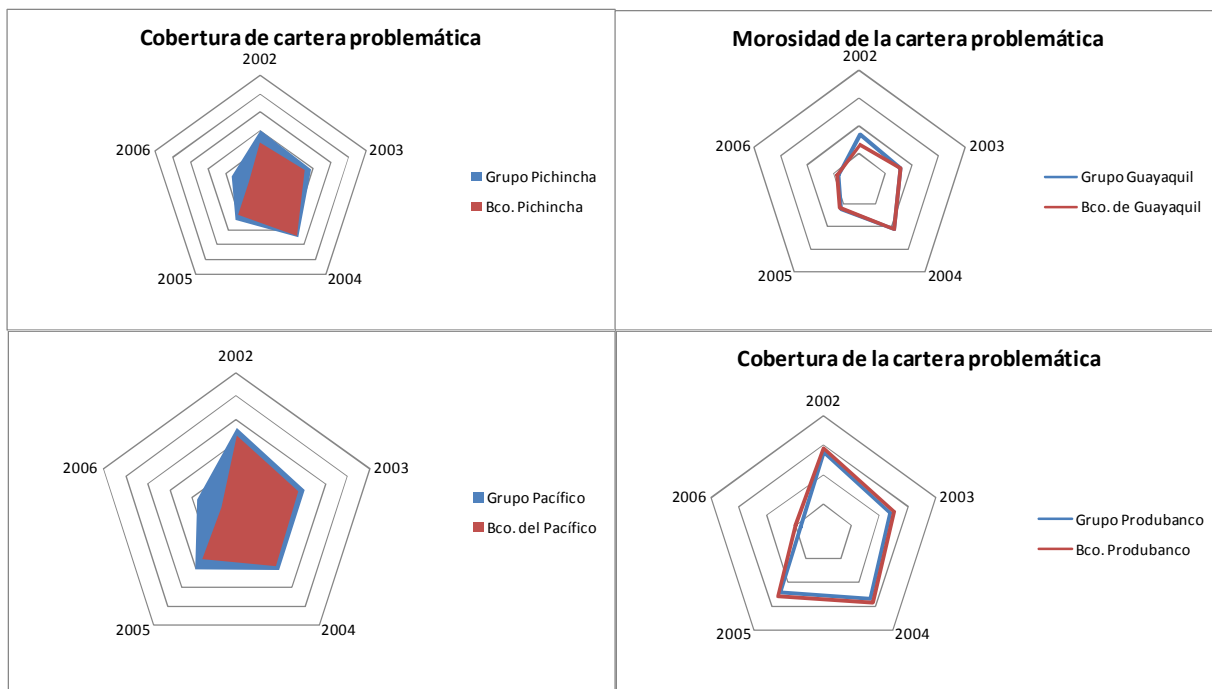 Cobertura de cartera problemática
2002
2003
2004
2005
2006
Grupo Pichincha
Bco. Pichincha
Morosidad de la cartera problemática
2002
2003
2004
2005
2006
Grupo Guayaquil
Bco. de Guayaquil
2002
2003
2004
2005
2006
Grupo Pacífico
Bco. del Pacífico
Cobertura de la cartera problemática
2002
2003
2004
2005
2006
Grupo Produbanco
Bco. Produbanco